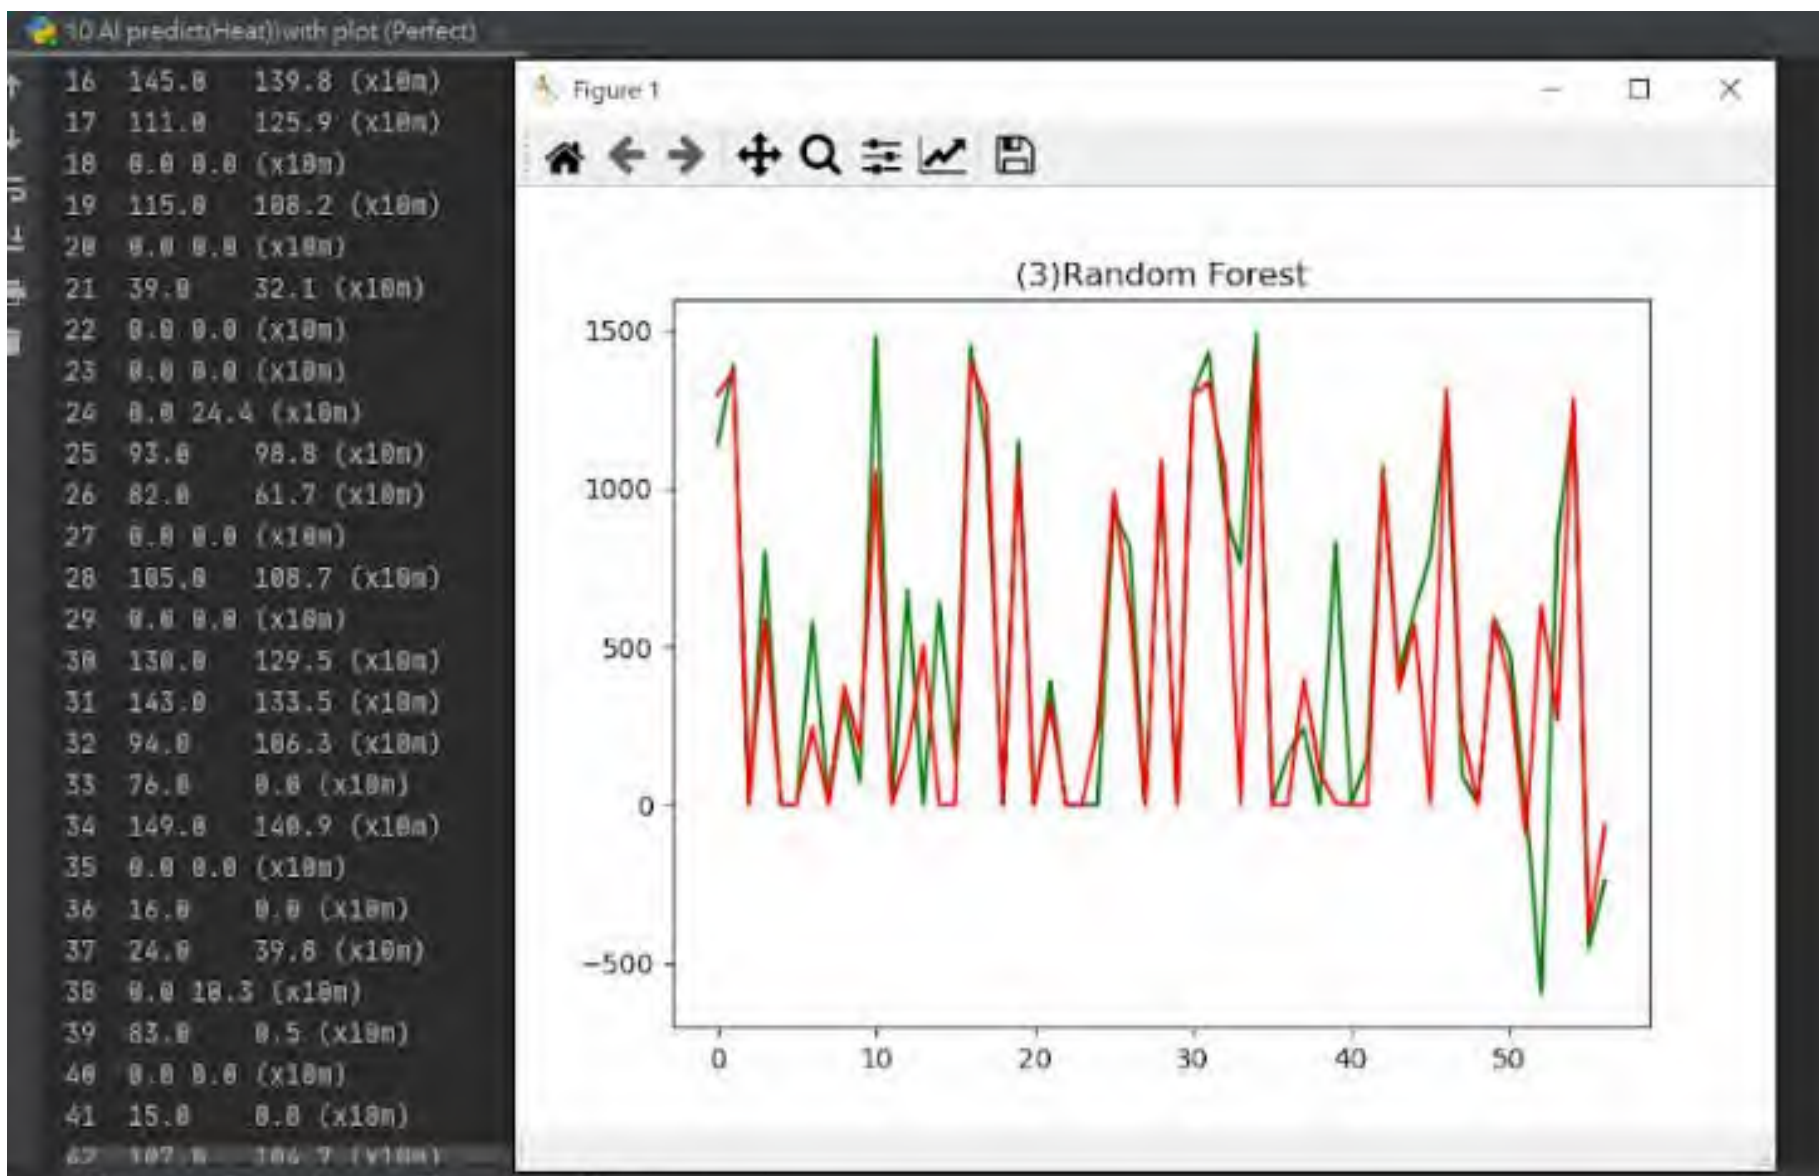 10 AI predict(Heat))with plot (Perfect)
16 145.0 139.8 (x10m)
17 111.0 125.9 (x10m)
18 0.0 0.0 (x10m)
19 115.0 108.2 (x10m)
20 0.0 0.0 (x10m)
21 39.0 32.1 (x10m)
22 0.0 0.0 (x10m)
23 0.0 0.0 (x10m)
24 0.0 24.4 (x10m)
25 93.0 98.8 (x10m)
26 82.0 61.7 (x10m)
27 0.0 0.0 (x10m)
28 105.0 108.7 (x10m)
29 0.0 0.0 (x10m)
30 130.0 129.5 (x10m)
31 143.0 133.5 (x10m)
32 94.0 106.3 (x10m)
33 76.0 0.0 (x10m)
34 149.0 140.9 (x10m)
35 0.0 0.0 (x10m)
36 16.0 0.0 (x10m)
37 24.0 39.8 (x10m)
38 0.0 10.3 (x10m)
39 83.0 0.5 (x10m)
40 0.0 0.0 (x10m)
41 15.0 0.0 (x10m)
42 107.0 106.7 (x10m)
Figure 1
(3)Random Forest
1500
1000
500
0
−500
0 10 20 30 40 50